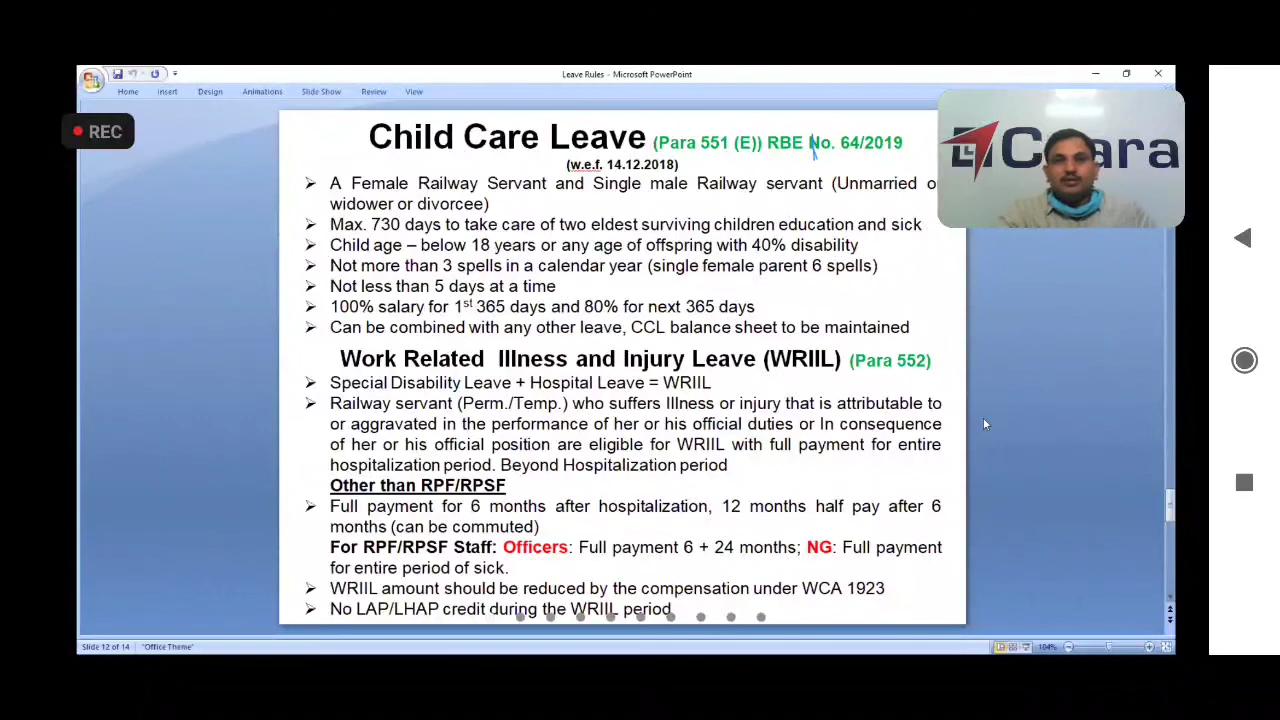 Leave Rules - Microsoft PowerPoint
Home Insert Design Animations Slide Show Review View
REC
Child Care Leave (Para 551 (E)) RBE No. 64/2019
(w.e.f. 14.12.2018)
➢ A Female Railway Servant and Single male Railway servant (Unmarried
widower or divorcee)
➢ Max. 730 days to take care of two eldest surviving children education and sick
➢ Child age – below 18 years or any age of offspring with 40% disability
➢ Not more than 3 spells in a calendar year (single female parent 6 spells)
➢ Not less than 5 days at a time
➢ 100% salary for 1st 365 days and 80% for next 365 days
➢ Can be combined with any other leave, CCL balance sheet to be maintained
Work Related Illness and Injury Leave (WRIIL) (Para 552)
➢ Special Disability Leave + Hospital Leave = WRIIL
➢ Railway servant (Perm./Temp.) who suffers Illness or injury that is attributable to
or aggravated in the performance of her or his official duties or In consequence
of her or his official position are eligible for WRIIL with full payment for entire
hospitalization period. Beyond Hospitalization period
Other than RPF/RPSF
➢ Full payment for 6 months after hospitalization, 12 months half pay after 6
months (can be commuted)
For RPF/RPSF Staff: Officers: Full payment 6 + 24 months; NG: Full payment
for entire period of sick.
➢ WRIIL amount should be reduced by the compensation under WCA 1923
➢ No LAP/LHAP credit during the WRIIL period
Slide 12 of 14 "Office Theme" 104%